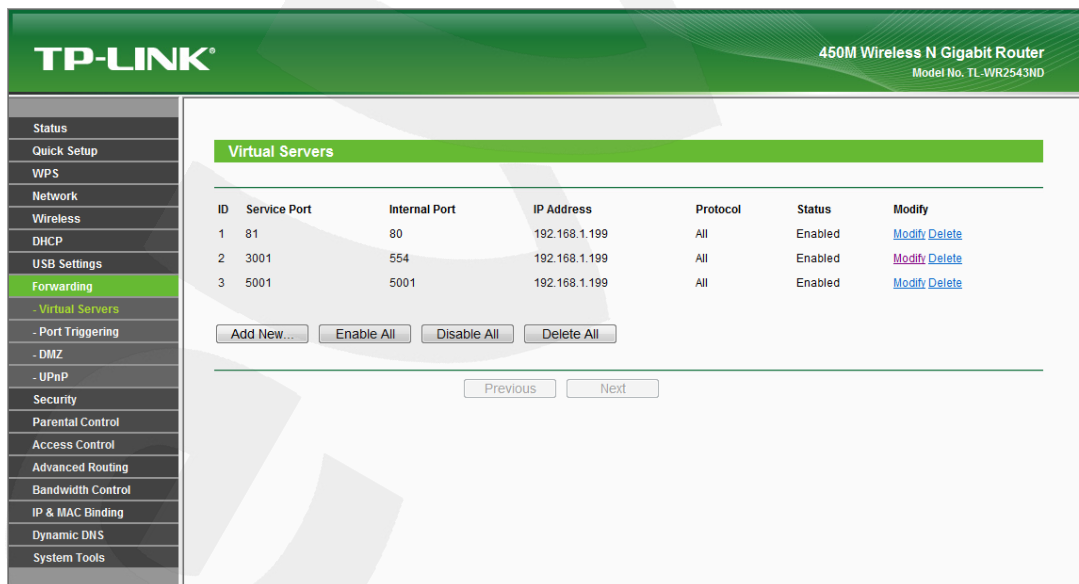 TP-LINK®
450M Wireless N Gigabit Router
Model No. TL-WR2543ND
Status
Quick Setup
WPS
Network
Wireless
DHCP
USB Settings
Forwarding
- Virtual Servers
- Port Triggering
- DMZ
- UPnP
Security
Parental Control
Access Control
Advanced Routing
Bandwidth Control
IP & MAC Binding
Dynamic DNS
System Tools
Virtual Servers
ID Service Port Internal Port IP Address Protocol Status Modify
1 81 80 192.168.1.199 All Enabled Modify Delete
2 3001 554 192.168.1.199 All Enabled Modify Delete
3 5001 5001 192.168.1.199 All Enabled Modify Delete
Add New... Enable All Disable All Delete All
Previous Next